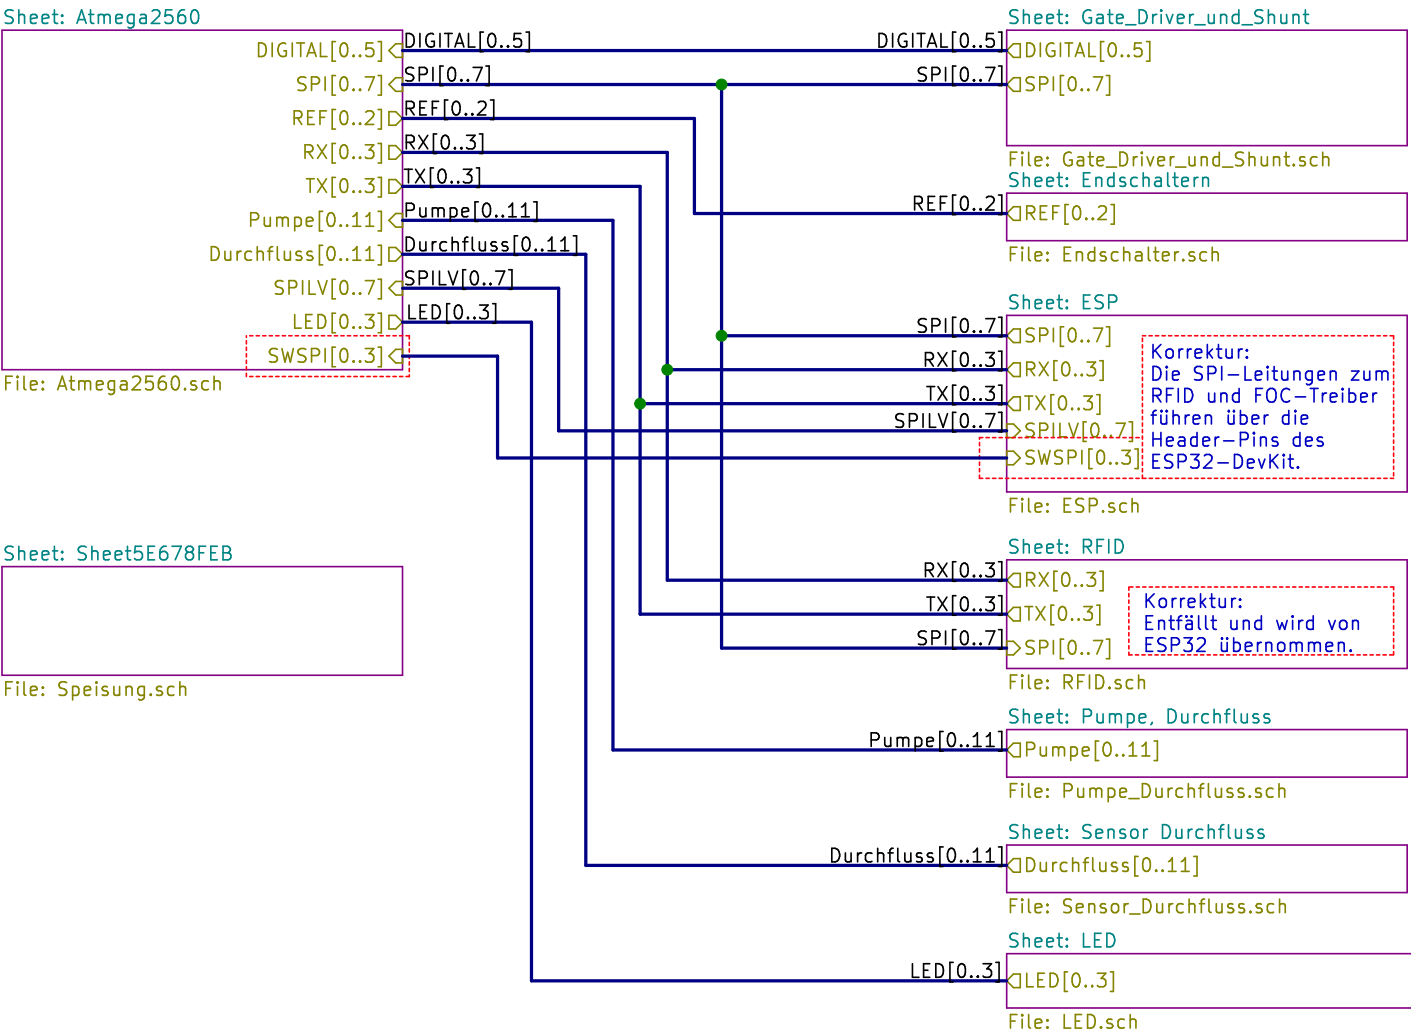 Sheet: Atmega2560
DIGITAL[0..5]
SPI[0..7]
REF[0..2]
RX[0..3]
TX[0..3]
Pumpe[0..11]
Durchfluss[0..11]
SPILV[0..7]
LED[0..3]
SWSPI[0..3]
File: Atmega2560.sch
DIGITAL[0..5]
SPI[0..7]
REF[0..2]
RX[0..3]
TX[0..3]
Pumpe[0..11]
Durchfluss[0..11]
SPILV[0..7]
LED[0..3]
Sheet: Sheet5E678FEB
File: Speisung.sch
Sheet: Gate_Driver_und_Shunt
DIGITAL[0..5] DIGITAL[0..5]
SPI[0..7] SPI[0..7]
File: Gate_Driver_und_Shunt.sch
Sheet: Endschaltern
REF[0..2] REF[0..2]
File: Endschalter.sch
Sheet: ESP
SPI[0..7] SPI[0..7]
RX[0..3] RX[0..3]
TX[0..3] TX[0..3]
SPILV[0..7] SPILV[0..7]
SWSPI[0..3]
Korrektur:
Die SPI-Leitungen zum
RFID und FOC-Treiber
führen über die
Header-Pins des
ESP32-DevKit.
File: ESP.sch
Sheet: RFID
RX[0..3] RX[0..3]
TX[0..3] TX[0..3]
SPI[0..7] SPI[0..7]
Korrektur:
Entfällt und wird von
ESP32 übernommen.
File: RFID.sch
Sheet: Pumpe, Durchfluss
Pumpe[0..11] Pumpe[0..11]
File: Pumpe_Durchfluss.sch
Sheet: Sensor Durchfluss
Durchfluss[0..11] Durchfluss[0..11]
File: Sensor_Durchfluss.sch
Sheet: LED
LED[0..3] LED[0..3]
File: LED.sch